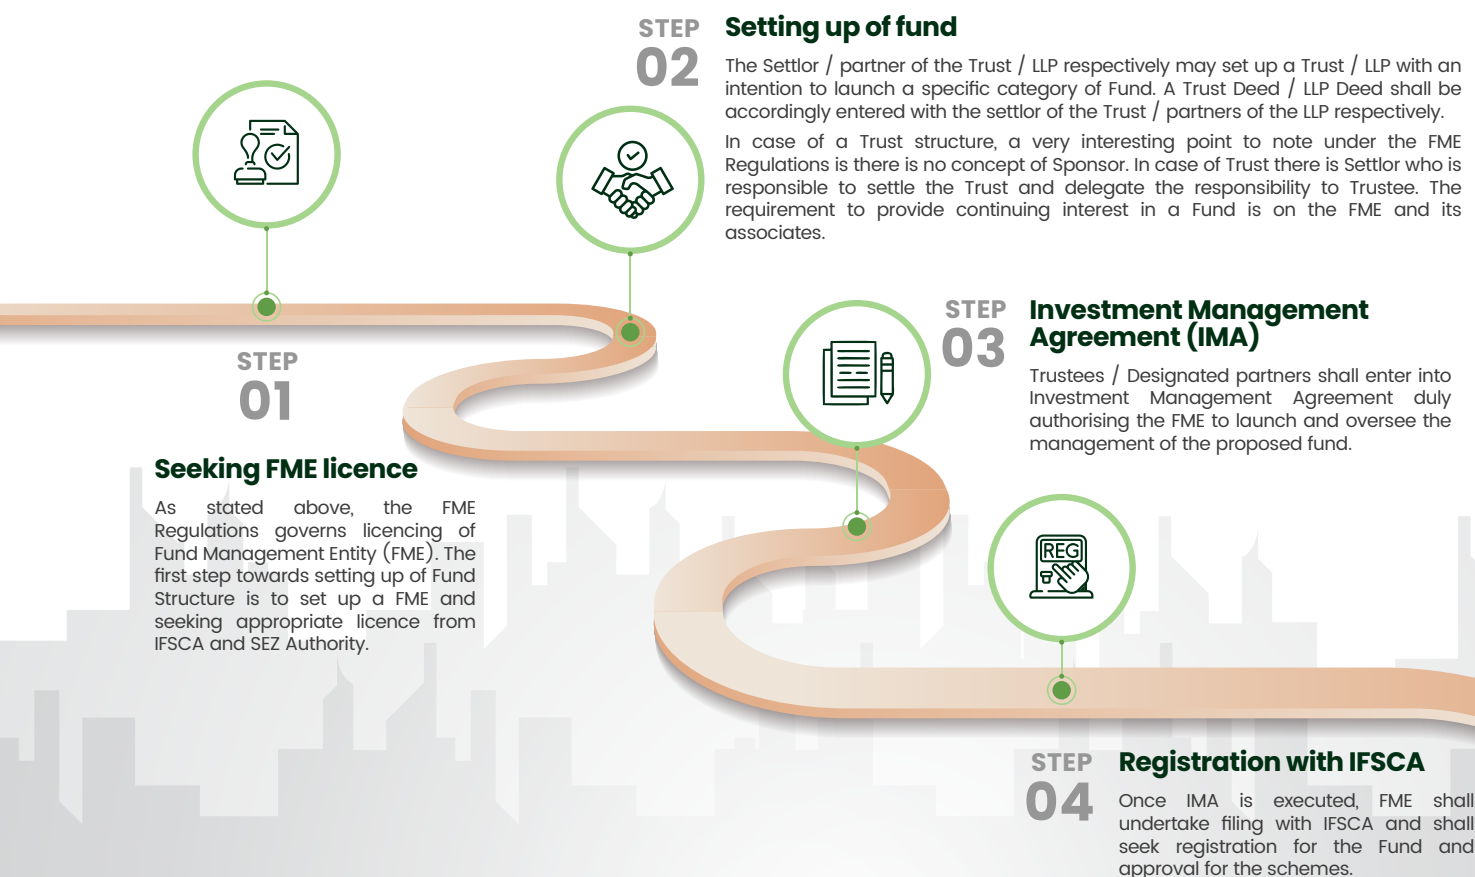 STEP
01
Seeking FME licence
As stated above, the FME
Regulations governs licencing of
Fund Management Entity (FME). The
first step towards setting up of Fund
Structure is to set up a FME and
seeking appropriate licence from
IFSCA and SEZ Authority.
STEP
02
Setting up of fund
The Settlor / partner of the Trust / LLP respectively may set up a Trust / LLP with an
intention to launch a specific category of Fund. A Trust Deed / LLP Deed shall be
accordingly entered with the settlor of the Trust / partners of the LLP respectively.
In case of a Trust structure, a very interesting point to note under the FME
Regulations is there is no concept of Sponsor. In case of Trust there is Settlor who is
responsible to settle the Trust and delegate the responsibility to Trustee. The
requirement to provide continuing interest in a Fund is on the FME and its
associates.
STEP
03
Investment Management
Agreement (IMA)
Trustees / Designated partners shall enter into
Investment Management Agreement duly
authorising the FME to launch and oversee the
management of the proposed fund.
REG
STEP
04
Registration with IFSCA
Once IMA is executed, FME shall
undertake filing with IFSCA and shall
seek registration for the Fund and
approval for the schemes.